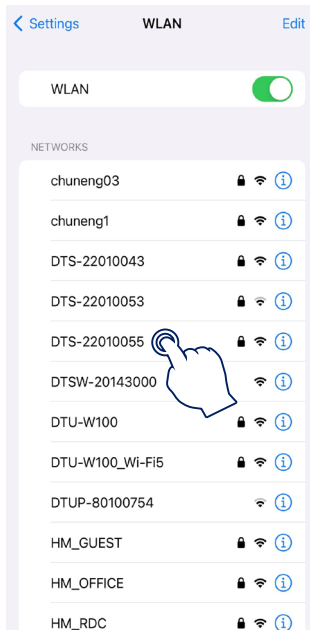 Settings WLAN Edit
WLAN
NETWORKS
chuneng03
chuneng1
DTS-22010043
DTS-22010053
DTS-22010055
DTSW-20143000
DTU-W100
DTU-W100_Wi-Fi5
DTUP-80100754
HM_GUEST
HM_OFFICE
HM_RDC